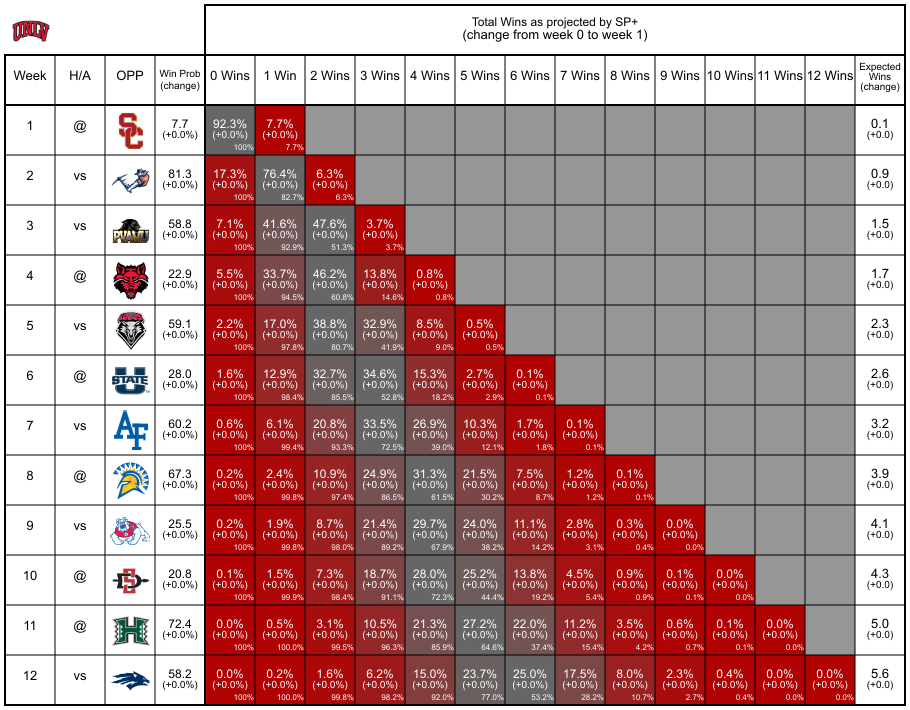 UNLV
Total Wins as projected by SP+
(change from week 0 to week 1)
Week H/A OPP Win Prob (change) 0 Wins 1 Win 2 Wins 3 Wins 4 Wins 5 Wins 6 Wins 7 Wins 8 Wins 9 Wins 10 Wins 11 Wins 12 Wins Expected Wins (change)
1 @ SC 7.7 92.3% 7.7% 0.1
(+0.0%) (+0.0%) (+0.0%) (+0.0)
100% 7.7%
2 vs 81.3 17.3% 76.4% 6.3% 0.9
(+0.0%) (+0.0%) (+0.0%) (+0.0%) (+0.0)
100% 82.7% 6.3%
3 vs PVAMU 58.8 7.1% 41.6% 47.6% 3.7% 1.5
(+0.0%) (+0.0%) (+0.0%) (+0.0%) (+0.0%) (+0.0)
100% 92.9% 51.3% 3.7%
4 @ 22.9 5.5% 33.7% 46.2% 13.8% 0.8% 1.7
(+0.0%) (+0.0%) (+0.0%) (+0.0%) (+0.0%) (+0.0%) (+0.0)
100% 94.5% 60.8% 14.6% 0.8%
5 vs 59.1 2.2% 17.0% 38.8% 32.9% 8.5% 0.5% 2.3
(+0.0%) (+0.0%) (+0.0%) (+0.0%) (+0.0%) (+0.0%) (+0.0%) (+0.0)
100% 97.8% 80.7% 41.9% 9.0% 0.5%
6 @ U STATE 28.0 1.6% 12.9% 32.7% 34.6% 15.3% 2.7% 0.1% 2.6
(+0.0%) (+0.0%) (+0.0%) (+0.0%) (+0.0%) (+0.0%) (+0.0%) (+0.0%) (+0.0)
100% 98.4% 85.5% 52.8% 18.2% 2.9% 0.1%
7 vs AF 60.2 0.6% 6.1% 20.8% 33.5% 26.9% 10.3% 1.7% 0.1% 3.2
(+0.0%) (+0.0%) (+0.0%) (+0.0%) (+0.0%) (+0.0%) (+0.0%) (+0.0%) (+0.0%) (+0.0)
100% 99.4% 93.3% 72.5% 39.0% 12.1% 1.8% 0.1%
8 @ 67.3 0.2% 2.4% 10.9% 24.9% 31.3% 21.5% 7.5% 1.2% 0.1% 3.9
(+0.0%) (+0.0%) (+0.0%) (+0.0%) (+0.0%) (+0.0%) (+0.0%) (+0.0%) (+0.0%) (+0.0%) (+0.0)
100% 99.8% 97.4% 86.5% 61.5% 30.2% 8.7% 1.2% 0.1%
9 vs 25.5 0.2% 1.9% 8.7% 21.4% 29.7% 24.0% 11.1% 2.8% 0.3% 0.0% 4.1
(+0.0%) (+0.0%) (+0.0%) (+0.0%) (+0.0%) (+0.0%) (+0.0%) (+0.0%) (+0.0%) (+0.0%) (+0.0%) (+0.0)
100% 99.8% 98.0% 89.2% 67.9% 38.2% 14.2% 3.1% 0.4% 0.0%
10 @ SD 20.8 0.1% 1.5% 7.3% 18.7% 28.0% 25.2% 13.8% 4.5% 0.9% 0.1% 0.0% 4.3
(+0.0%) (+0.0%) (+0.0%) (+0.0%) (+0.0%) (+0.0%) (+0.0%) (+0.0%) (+0.0%) (+0.0%) (+0.0%) (+0.0%) (+0.0)
100% 99.9% 98.4% 91.1% 72.3% 44.4% 19.2% 5.4% 0.9% 0.1% 0.0%
11 @ H 72.4 0.0% 0.5% 3.1% 10.5% 21.3% 27.2% 22.0% 11.2% 3.5% 0.6% 0.1% 0.0% 5.0
(+0.0%) (+0.0%) (+0.0%) (+0.0%) (+0.0%) (+0.0%) (+0.0%) (+0.0%) (+0.0%) (+0.0%) (+0.0%) (+0.0%) (+0.0%) (+0.0)
100% 100.0% 99.5% 96.3% 85.9% 64.6% 37.4% 15.4% 4.2% 0.7% 0.1% 0.0%
12 vs 58.2 0.0% 0.2% 1.6% 6.2% 15.0% 23.7% 25.0% 17.5% 8.0% 2.3% 0.4% 0.0% 0.0% 5.6
(+0.0%) (+0.0%) (+0.0%) (+0.0%) (+0.0%) (+0.0%) (+0.0%) (+0.0%) (+0.0%) (+0.0%) (+0.0%) (+0.0%) (+0.0%) (+0.0%) (+0.0)
100% 100.0% 99.8% 98.2% 92.0% 77.0% 53.2% 28.2% 10.7% 2.7% 0.4% 0.0% 0.0%